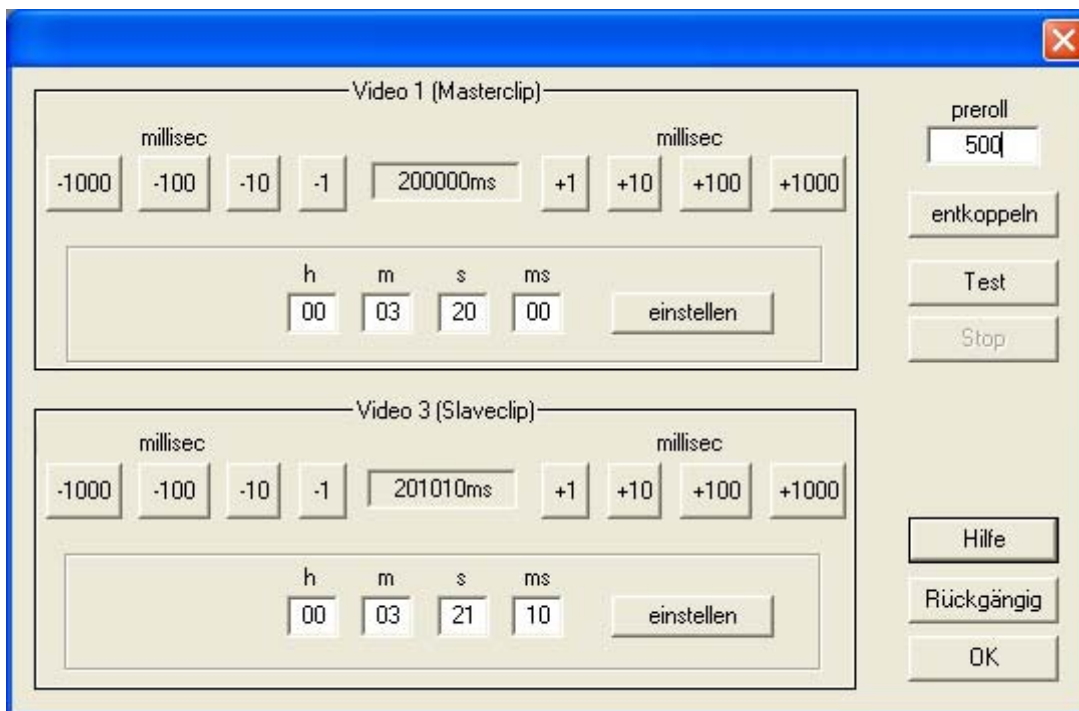 Video 1 (Masterclip)
millisec millisec
-1000 -100 -10 -1 200000ms +1 +10 +100 +1000
h m s ms
00 03 20 00 einstellen
preroll
500
entkoppeln
Test
Stop
Video 3 (Slaveclip)
millisec millisec
-1000 -100 -10 -1 201010ms +1 +10 +100 +1000
h m s ms
00 03 21 10 einstellen
Hilfe
Rückgängig
OK